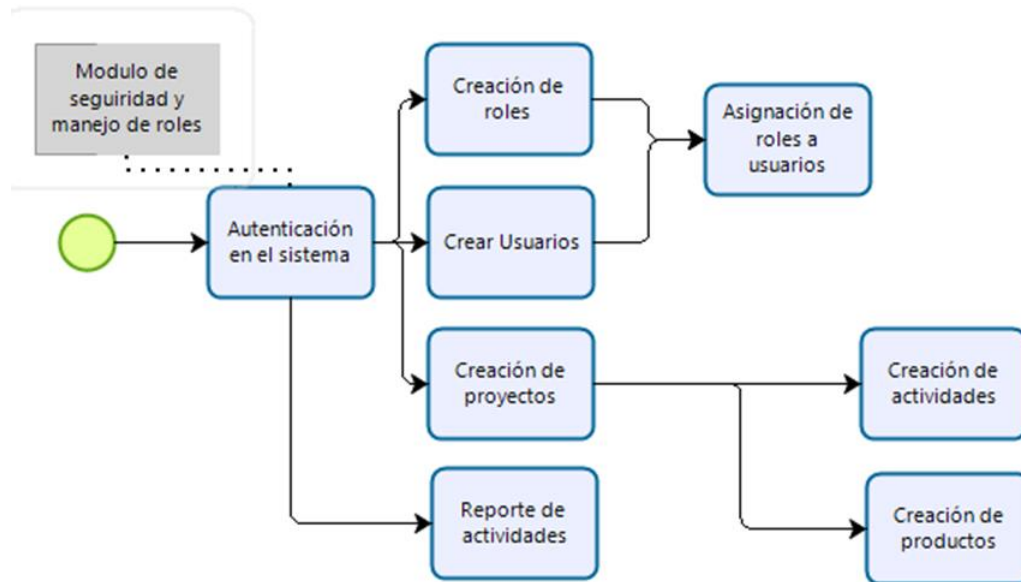 Modulo de
seguiridad y
manejo de roles
Creación de
roles
Asignación de
roles a
usuarios
Autenticación
en el sistema
Crear Usuarios
Creación de
proyectos
Creación de
actividades
Reporte de
actividades
Creación de
productos